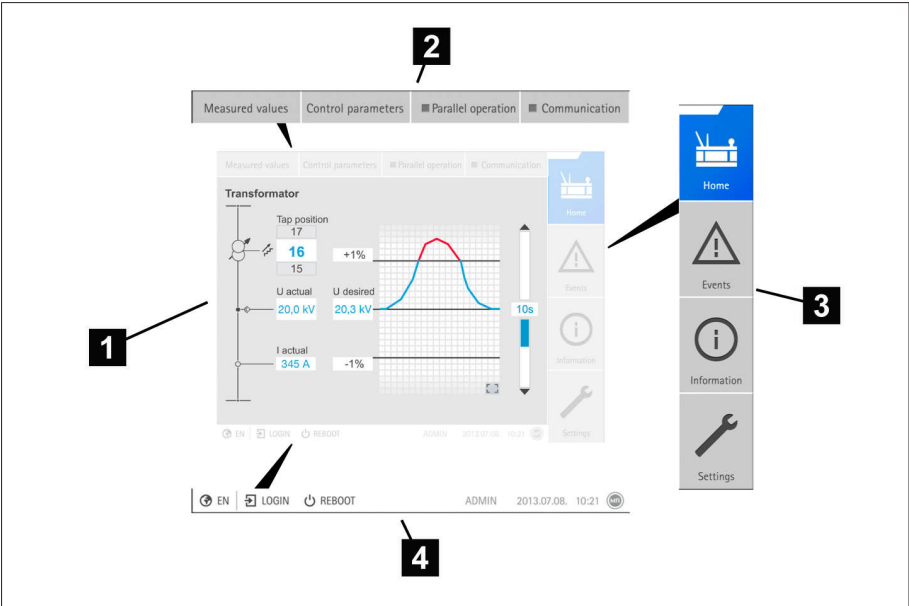 2
Measured values Control parameters Parallel operation Communication
Measured values Control parameters Parallel operation Communication
Transformator
Tap position
17
16
15
+1%
U actual U desired
20,0 kV 20,3 kV
10s
I actual
345 A -1%
Home
Events
Information
Settings
EN LOGIN REBOOT ADMIN 2013.07.08. 10:21 MR
Home
Events
Information
Settings
1
3
EN LOGIN REBOOT ADMIN 2013.07.08. 10:21 MR
4